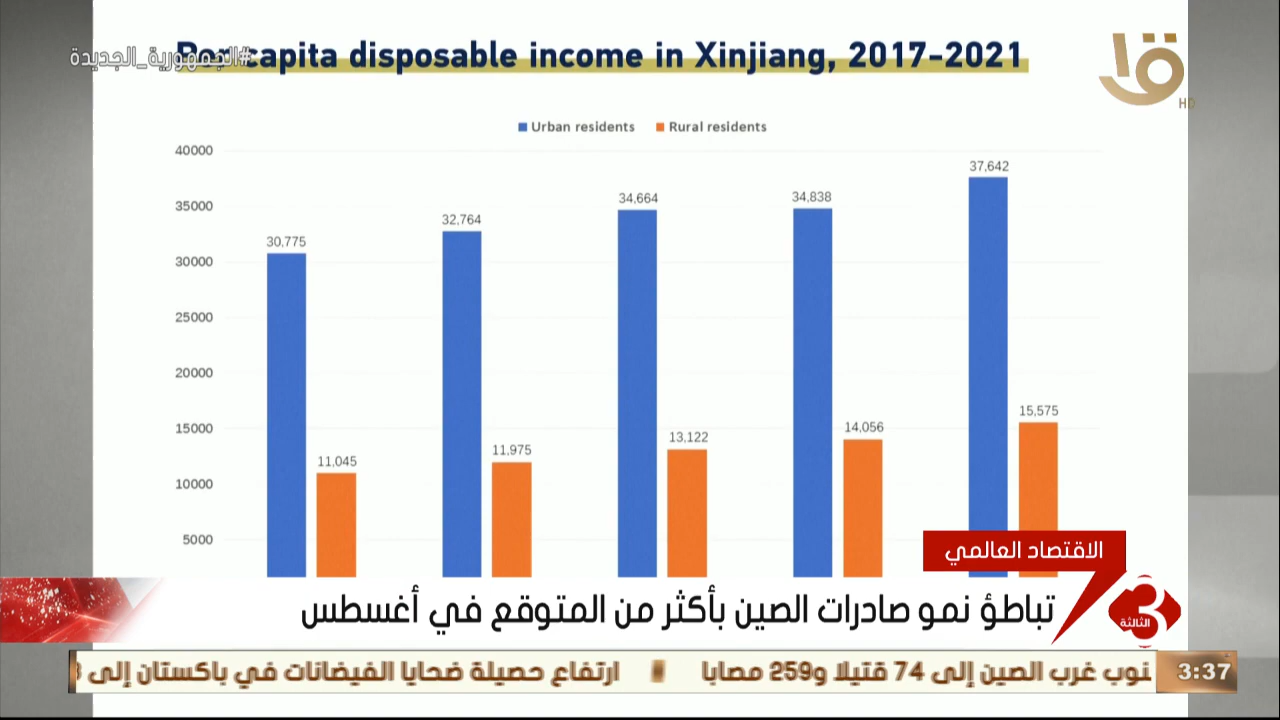 #الجمهورية_الجديدة
Per capita disposable income in Xinjiang, 2017-2021
HD
Urban residents Rural residents
40000
35000
30000
25000
20000
15000
10000
5000
30,775
11,045
32,764
11,975
34,664
13,122
34,838
14,056
37,642
15,575
الاقتصاد العالمي
تباطؤ نمو صادرات الصين بأكثر من المتوقع في أغسطس
3 الثالثة
3:37 غرب الصين إلى 74 قتيلا و259 مصابا ارتفاع حصيلة ضحايا الفيضانات في باكستان إلى